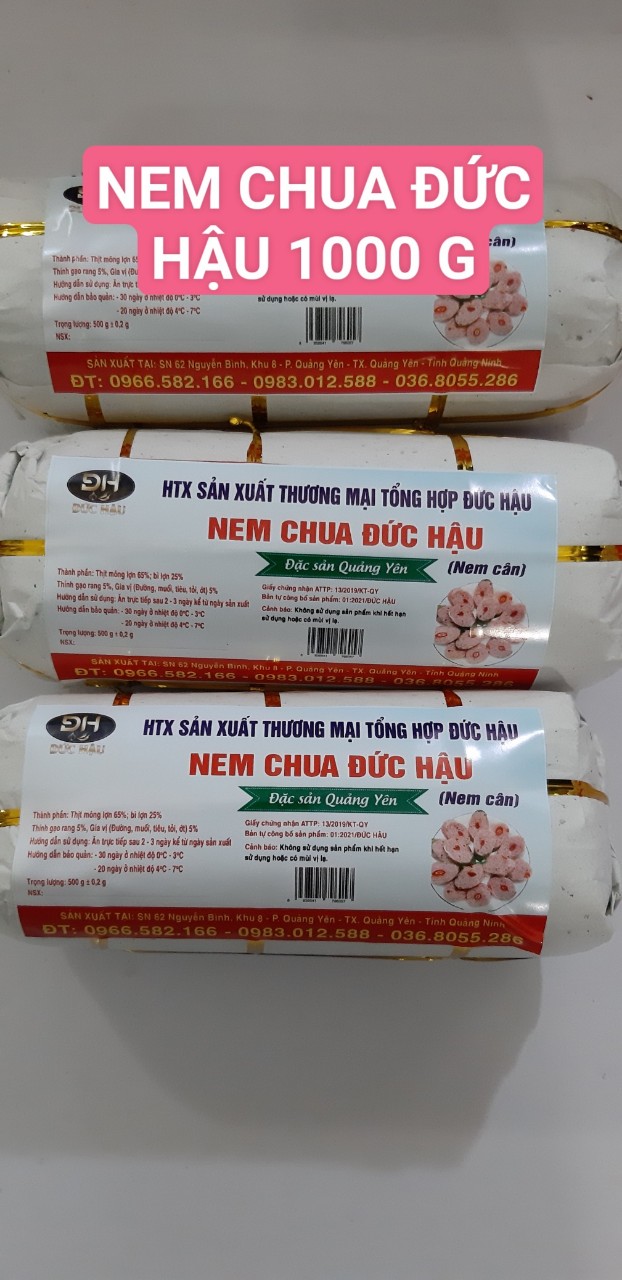 NEM CHUA ĐỨC
HẬU 1000 G
ĐH
cân)
Thành phần: Thịt mông lợn
Thính gạo rang 5%, Gia vị
Hướng dẫn sử dụng: Ăn trực
Hướng dẫn bảo quản: - 30 ngày ở nhiệt độ 0°C - 3°C
- 20 ngày ở nhiệt độ 4°C - 7°C
sử dụng hoặc có mùi vị lạ.
Trọng lượng: 500 g ± 0,2 g
NSX:
SẢN XUẤT TẠI: SN 62 Nguyễn Bình, Khu 8 - P. Quảng Yên - TX. Quảng Yên - Tỉnh Quảng Ninh
ĐT: 0966.582.166 - 0983.012.588 - 036.8055.286
ĐH
ĐỨC HẬU
HTX SẢN XUẤT THƯƠNG MẠI TỔNG HỢP ĐỨC HẬU
NEM CHUA ĐỨC HẬU
Đặc sản Quảng Yên
(Nem cân)
Thành phần: Thịt mông lợn 65%; bì lợn 25%
Thính gạo rang 5%, Gia vị (Đường, muối, tiêu, tỏi, ớt) 5%
Hướng dẫn sử dụng: Ăn trực tiếp sau 2 - 3 ngày kể từ ngày sản xuất
Hướng dẫn bảo quản: - 30 ngày ở nhiệt độ 0°C - 3°C
- 20 ngày ở nhiệt độ 4°C - 7°C
Trọng lượng: 500 g ± 0,2 g
NSX:
Giấy chứng nhận ATTP: 13/2019/KT-QY
Bản tự công bố sản phẩm: 01:2021/ĐỨC HẬU
Cảnh báo: Không sử dụng sản phẩm khi hết hạn
sử dụng hoặc có mùi vị lạ.
SẢN XUẤT TẠI: SN 62 Nguyễn Bình, Khu 8 - P. Quảng Yên - TX. Quảng Yên - Tỉnh Quảng Ninh
ĐT: 0966.582.166 - 0983.012.588 - 036.8055.286
ĐH
ĐỨC HẬU
HTX SẢN XUẤT THƯƠNG MẠI TỔNG HỢP ĐỨC HẬU
NEM CHUA ĐỨC HẬU
Đặc sản Quảng Yên
(Nem cân)
Thành phần: Thịt mông lợn 65%; bì lợn 25%
Thính gạo rang 5%, Gia vị (Đường, muối, tiêu, tỏi, ớt) 5%
Hướng dẫn sử dụng: Ăn trực tiếp sau 2 - 3 ngày kể từ ngày sản xuất
Hướng dẫn bảo quản: - 30 ngày ở nhiệt độ 0°C - 3°C
- 20 ngày ở nhiệt độ 4°C - 7°C
Trọng lượng: 500 g ± 0,2 g
NSX:
Giấy chứng nhận ATTP: 13/2019/KT-QY
Bản tự công bố sản phẩm: 01:2021/ĐỨC HẬU
Cảnh báo: Không sử dụng sản phẩm khi hết hạn
sử dụng hoặc có mùi vị lạ.
SẢN XUẤT TẠI: SN 62 Nguyễn Bình, Khu 8 - P. Quảng Yên - TX. Quảng Yên - Tỉnh Quảng Ninh
ĐT: 0966.582.166 - 0983.012.588 - 036.8055.286